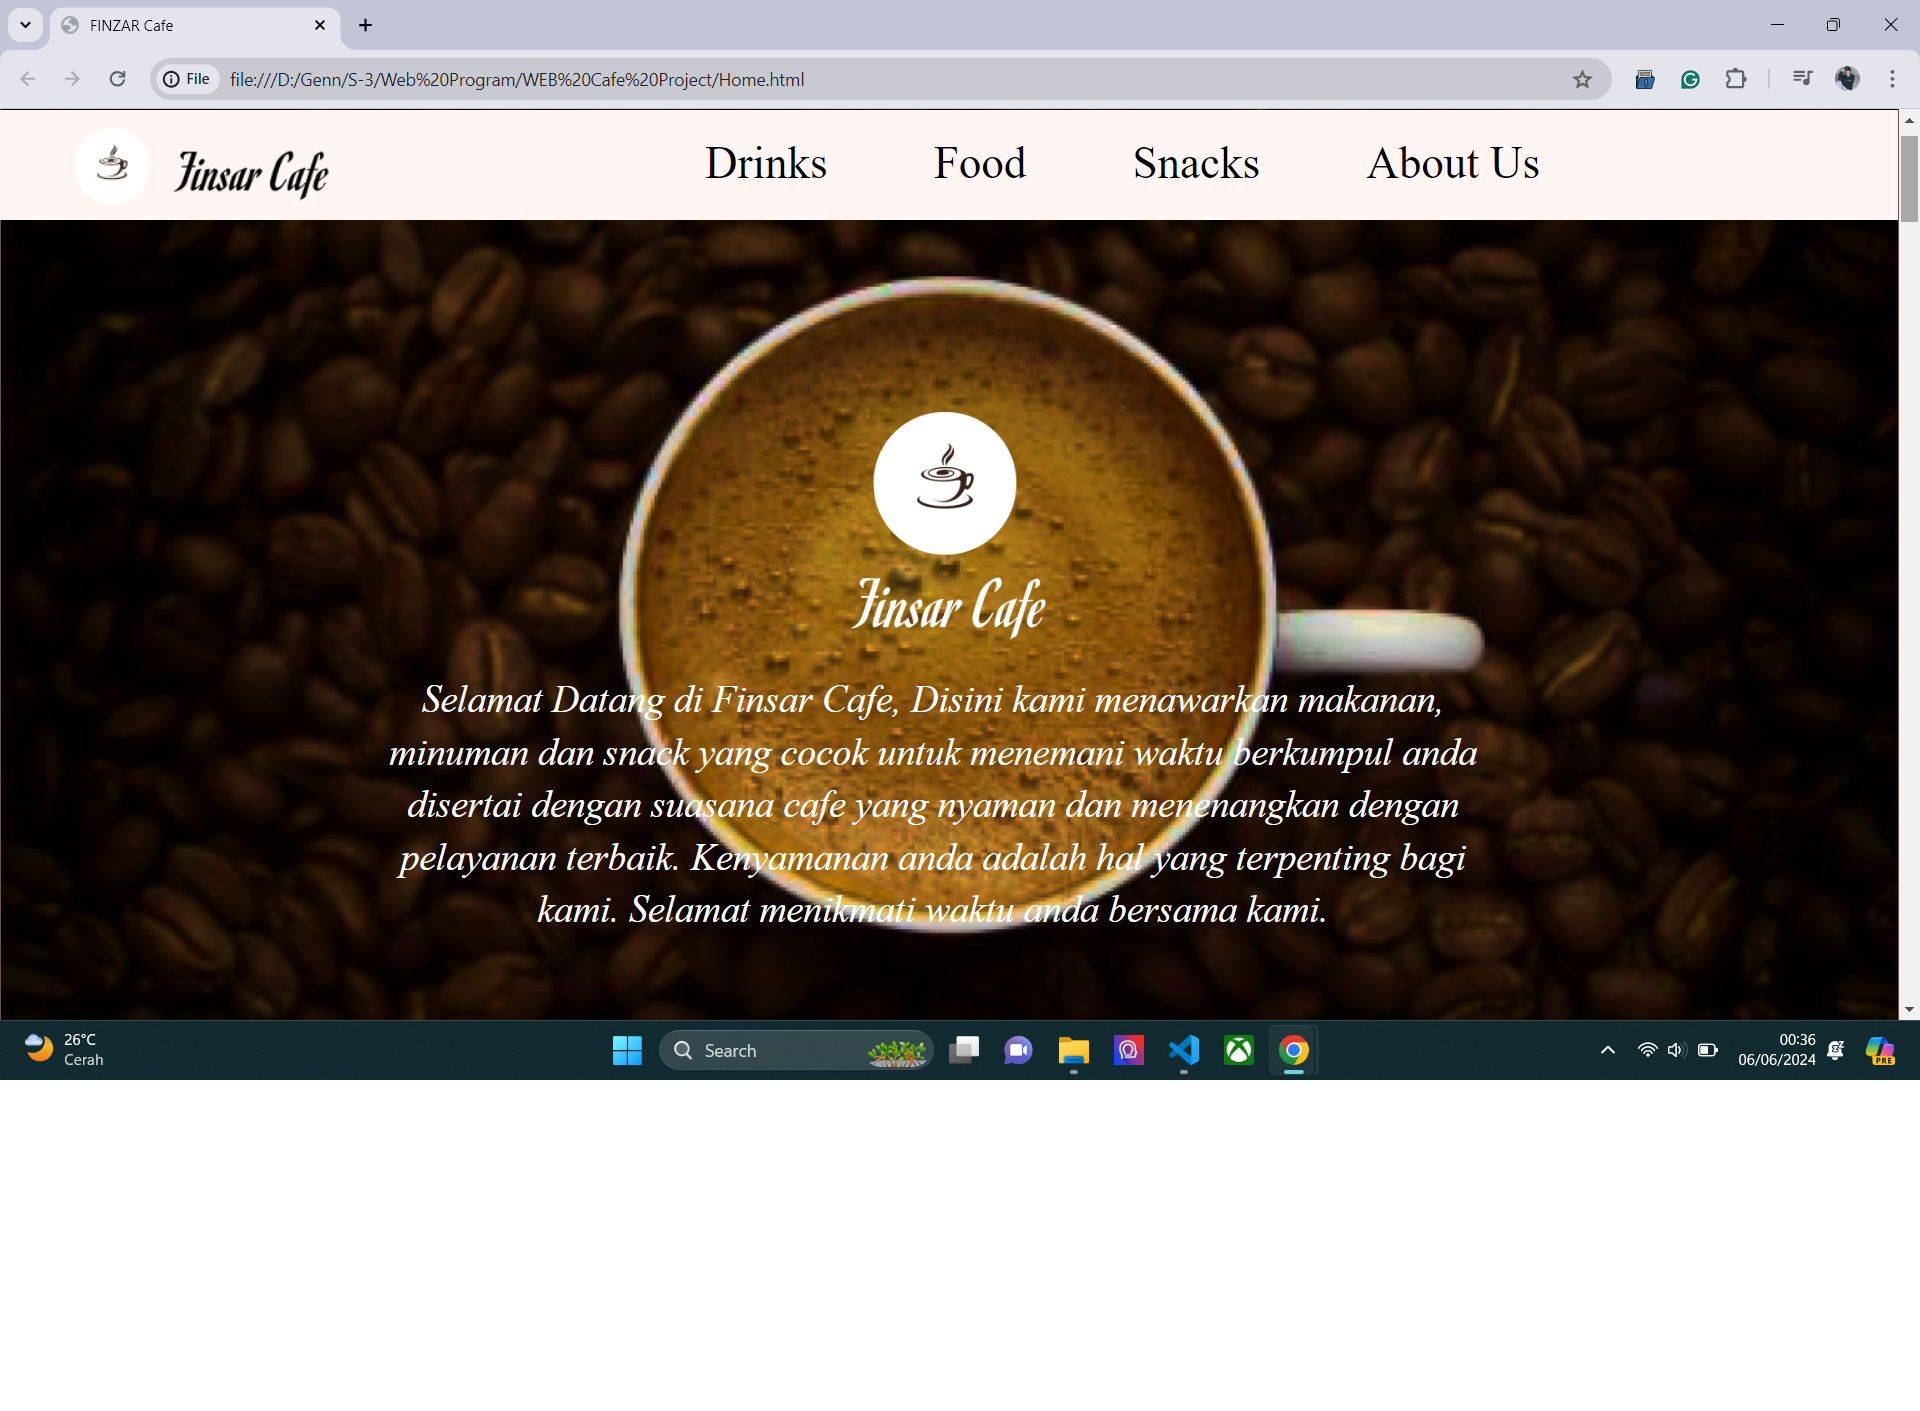 FINZAR Cafe
File
file:///D:/Genn/S-3/Web%20Program/WEB%20Cafe%20Project/Home.html
Finsar Cafe
Drinks
Food
Snacks
About Us
Finsar Cafe
Selamat Datang di Finsar Cafe, Disini kami menawarkan makanan,
minuman dan snack yang cocok untuk menemani waktu berkumpul anda
disertai dengan suasana cafe yang nyaman dan menenangkan dengan
pelayanan terbaik. Kenyamanan anda adalah hal yang terpenting bagi
kami. Selamat menikmati waktu anda bersama kami.
26°C
Cerah
Search
00:36
06/06/2024
PRE